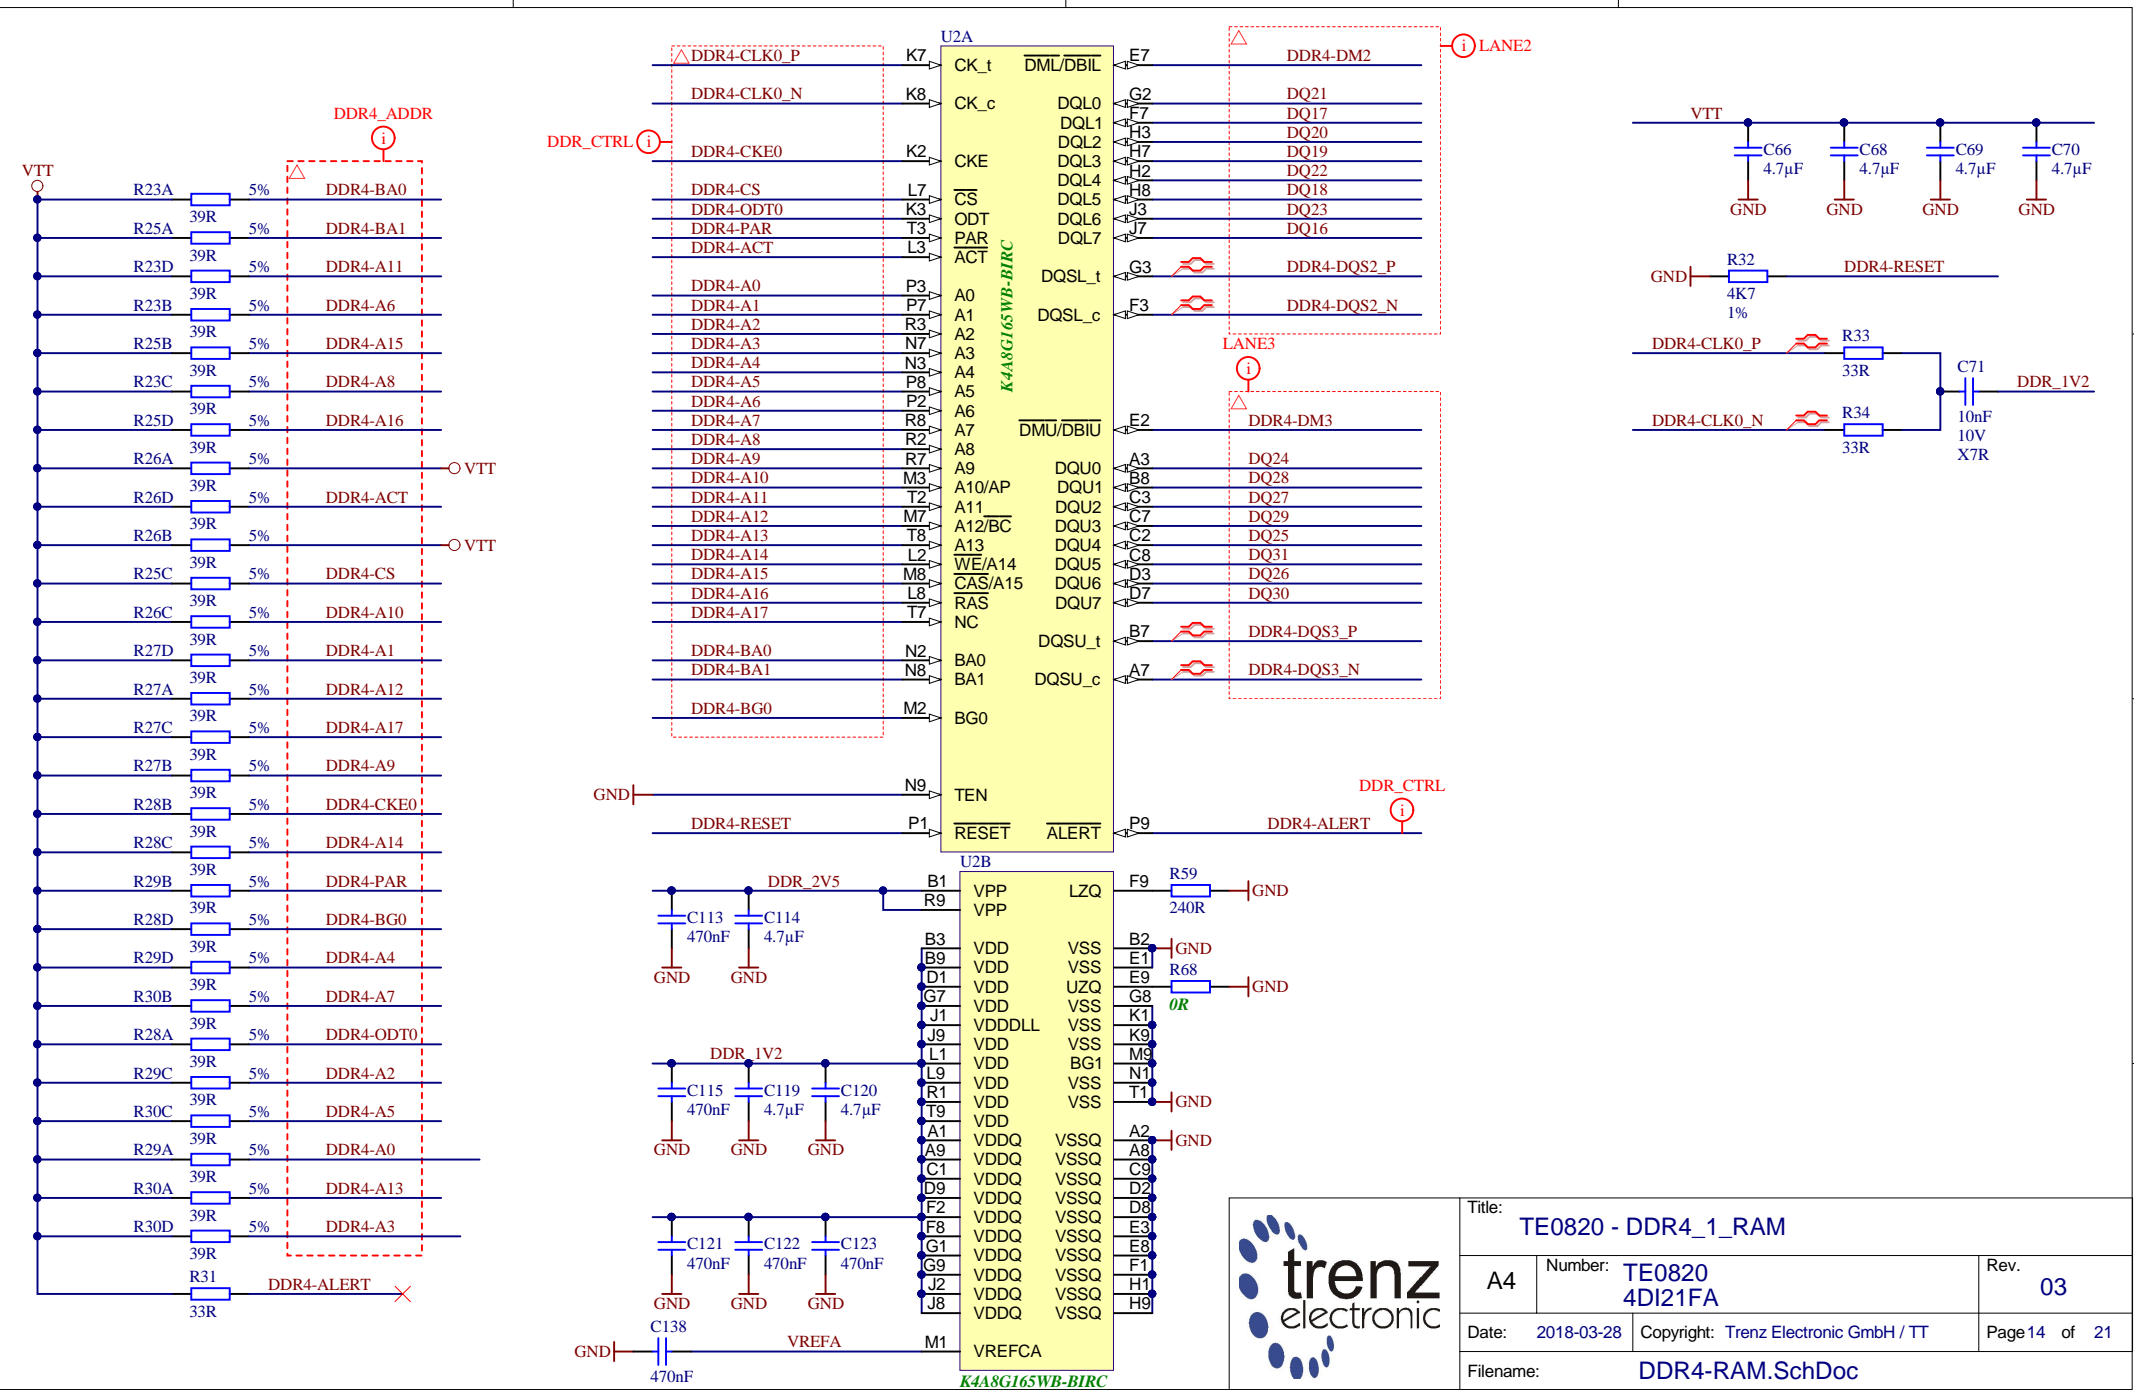 DDR4_ADDR
i
VTT
R23A 39R 5% DDR4-BA0
R25A 39R 5% DDR4-BA1
R23D 39R 5% DDR4-A11
R23B 39R 5% DDR4-A6
R25B 39R 5% DDR4-A15
R23C 39R 5% DDR4-A8
R25D 39R 5% DDR4-A16
R26A 39R 5% VTT
R26D 39R 5% DDR4-ACT
R26B 39R 5% VTT
R25C 39R 5% DDR4-CS
R26C 39R 5% DDR4-A10
R27D 39R 5% DDR4-A1
R27A 39R 5% DDR4-A12
R27C 39R 5% DDR4-A17
R27B 39R 5% DDR4-A9
R28B 39R 5% DDR4-CKE0
R28C 39R 5% DDR4-A14
R29B 39R 5% DDR4-PAR
R28D 39R 5% DDR4-BG0
R29D 39R 5% DDR4-A4
R30B 39R 5% DDR4-A7
R28A 39R 5% DDR4-ODT0
R29C 39R 5% DDR4-A2
R30C 39R 5% DDR4-A5
R29A 39R 5% DDR4-A0
R30A 39R 5% DDR4-A13
R30D 39R 5% DDR4-A3
R31 33R DDR4-ALERT
U2A
DDR_CTRL i
DDR4-CLK0_P K7 CK_t
DDR4-CLK0_N K8 CK_c
DDR4-CKE0 K2 CKE
DDR4-CS L7 CS
DDR4-ODT0 K3 ODT
DDR4-PAR T3 PAR
DDR4-ACT L3 ACT
DDR4-A0 P3 A0
DDR4-A1 P7 A1
DDR4-A2 R3 A2
DDR4-A3 N7 A3
DDR4-A4 N3 A4
DDR4-A5 P8 A5
DDR4-A6 P2 A6
DDR4-A7 R8 A7
DDR4-A8 R2 A8
DDR4-A9 R7 A9
DDR4-A10 M3 A10/AP
DDR4-A11 T2 A11
DDR4-A12 M7 A12/BC
DDR4-A13 T8 A13
DDR4-A14 L2 WE/A14
DDR4-A15 M8 CAS/A15
DDR4-A16 L8 RAS
DDR4-A17 T7 NC
DDR4-BA0 N2 BA0
DDR4-BA1 N8 BA1
DDR4-BG0 M2 BG0
GND N9 TEN
DDR4-RESET P1 RESET
K4A8G165WB-BIRC
i LANE2
DML/DBIL E7 DDR4-DM2
DQL0 G2 DQ21
DQL1 F7 DQ17
DQL2 H3 DQ20
DQL3 H7 DQ19
DQL4 H2 DQ22
DQL5 H8 DQ18
DQL6 J3 DQ23
DQL7 J7 DQ16
DQSL_t G3 DDR4-DQS2_P
DQSL_c F3 DDR4-DQS2_N
LANE3
i
DMU/DBIU E2 DDR4-DM3
DQU0 A3 DQ24
DQU1 B8 DQ28
DQU2 C3 DQ27
DQU3 C7 DQ29
DQU4 C2 DQ25
DQU5 C8 DQ31
DQU6 D3 DQ26
DQU7 D7 DQ30
DQSU_t B7 DDR4-DQS3_P
DQSU_c A7 DDR4-DQS3_N
DDR_CTRL
i
ALERT P9 DDR4-ALERT
U2B
DDR_2V5 B1 VPP
R9 VPP
C113 470nF GND
C114 4.7µF GND
B3 VDD
B9 VDD
D1 VDD
G7 VDD
J1 VDDDLL
J9 VDD
DDR_1V2 L1 VDD
L9 VDD
R1 VDD
T9 VDD
A1 VDDQ
A9 VDDQ
C1 VDDQ
D9 VDDQ
F2 VDDQ
F8 VDDQ
G1 VDDQ
G9 VDDQ
J2 VDDQ
J8 VDDQ
C115 470nF GND
C119 4.7µF GND
C120 4.7µF GND
C121 470nF GND
C122 470nF GND
C123 470nF GND
GND C138 470nF VREFA M1 VREFCA
LZQ F9 R59 240R GND
VSS B2 GND
VSS E1
UZQ E9 R68 0R GND
VSS G8
VSS K1
VSS K9
BG1 M9
VSS N1
VSS T1 GND
VSSQ A2 GND
VSSQ A8
VSSQ C9
VSSQ D2
VSSQ D8
VSSQ E3
VSSQ E8
VSSQ F1
VSSQ H1
VSSQ H9
K4A8G165WB-BIRC
VTT
C66 4.7µF GND
C68 4.7µF GND
C69 4.7µF GND
C70 4.7µF GND
GND R32 4K7 1% DDR4-RESET
DDR4-CLK0_P R33 33R
DDR4-CLK0_N R34 33R
C71 10nF 10V X7R DDR_1V2
trenz
electronic
Title: TE0820 - DDR4_1_RAM
A4 Number: TE0820
4DI21FA
Rev. 03
Date: 2018-03-28 Copyright: Trenz Electronic GmbH / TT Page 14 of 21
Filename: DDR4-RAM.SchDoc